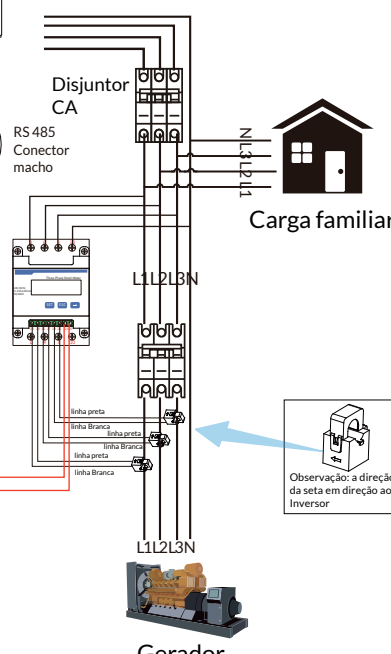 Disjuntor
CA
RS 485
Conector
macho
N L3 L2 L1
Carga familiar
L1L2L3N
linha preta
linha Branca
linha preta
linha Branca
linha preta
linha Branca
Observação: a direção
da seta em direção ao
Inversor
L1L2L3N
Gerador